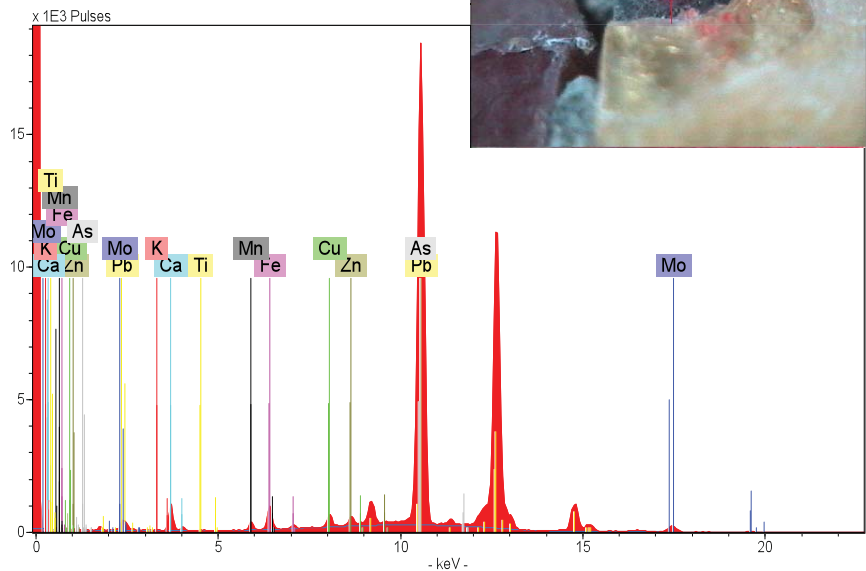 x 1E3 Pulses
15
10
5
0
Ti
Mn
Fe
Mo As
K Cu Mo K Mn Cu As
Ca Zn Pb Ca Ti Fe Zn Pb Mo
0 5 10 15 20
- keV -